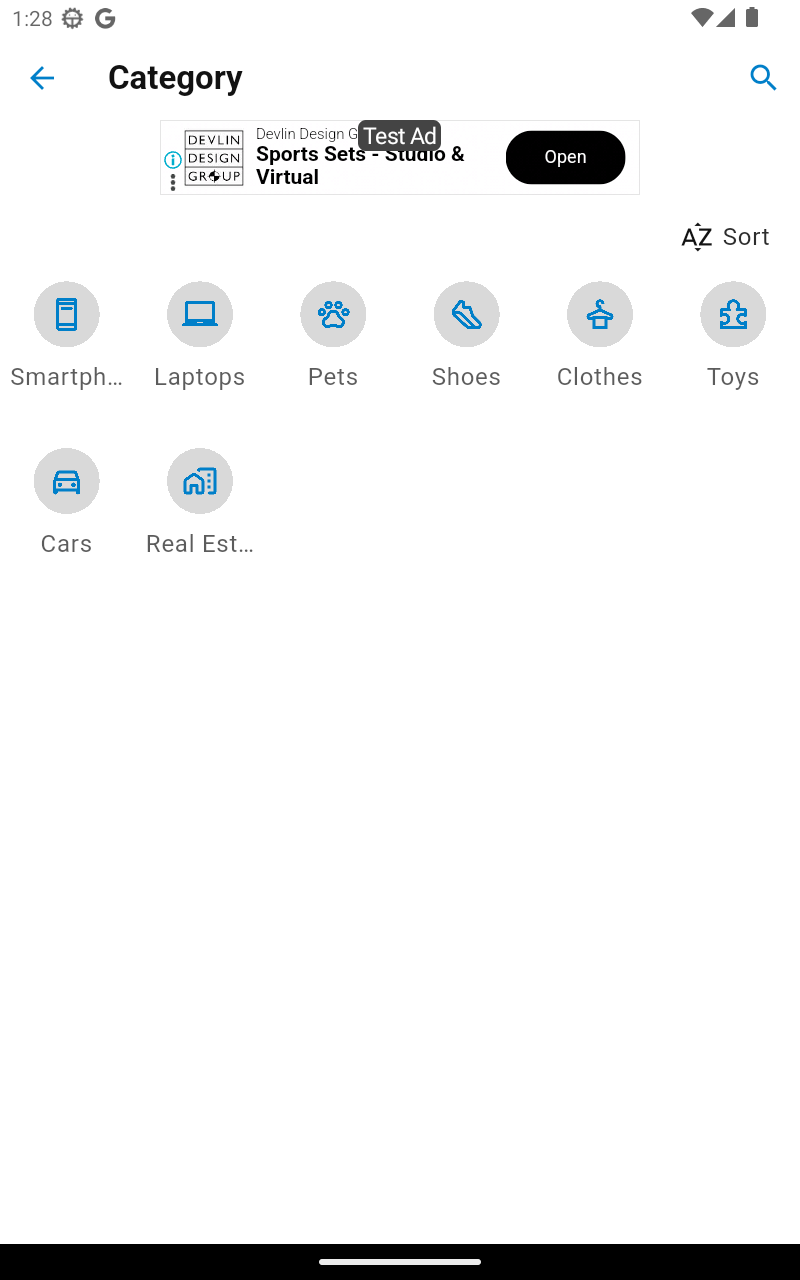 1:28
Category
DEVLIN
DESIGN
GROUP
Devlin Design G
Test Ad
Sports Sets - Studio &
Virtual
Open
AZ Sort
Smartph...
Laptops
Pets
Shoes
Clothes
Toys
Cars
Real Est...